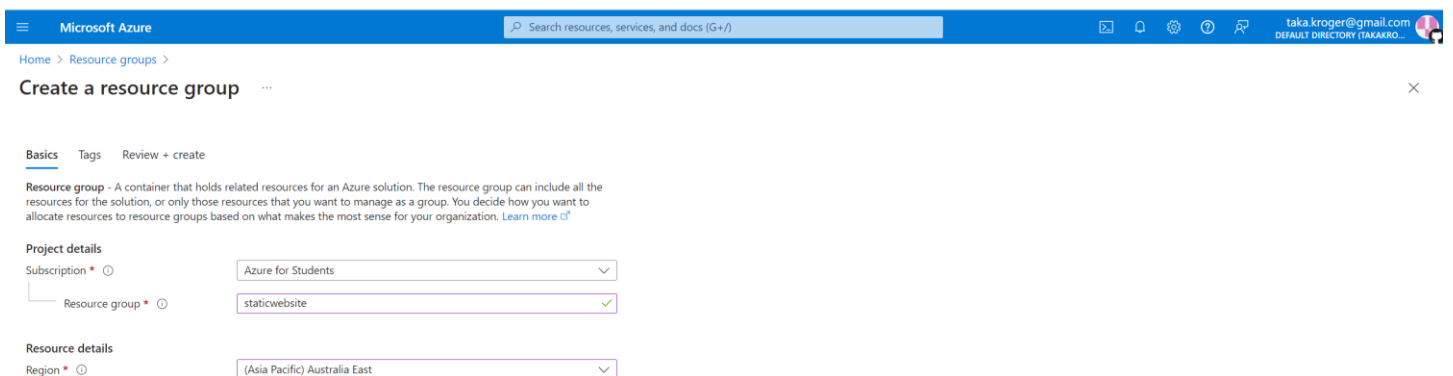 Microsoft Azure
Search resources, services, and docs (G+/)
taka.kroger@gmail.com
DEFAULT DIRECTORY (TAKAKRO...
Home > Resource groups >
Create a resource group ...
Basics Tags Review + create
Resource group - A container that holds related resources for an Azure solution. The resource group can include all the
resources for the solution, or only those resources that you want to manage as a group. You decide how you want to
allocate resources to resource groups based on what makes the most sense for your organization. Learn more
Project details
Subscription * Azure for Students
Resource group * staticwebsite
Resource details
Region * (Asia Pacific) Australia East